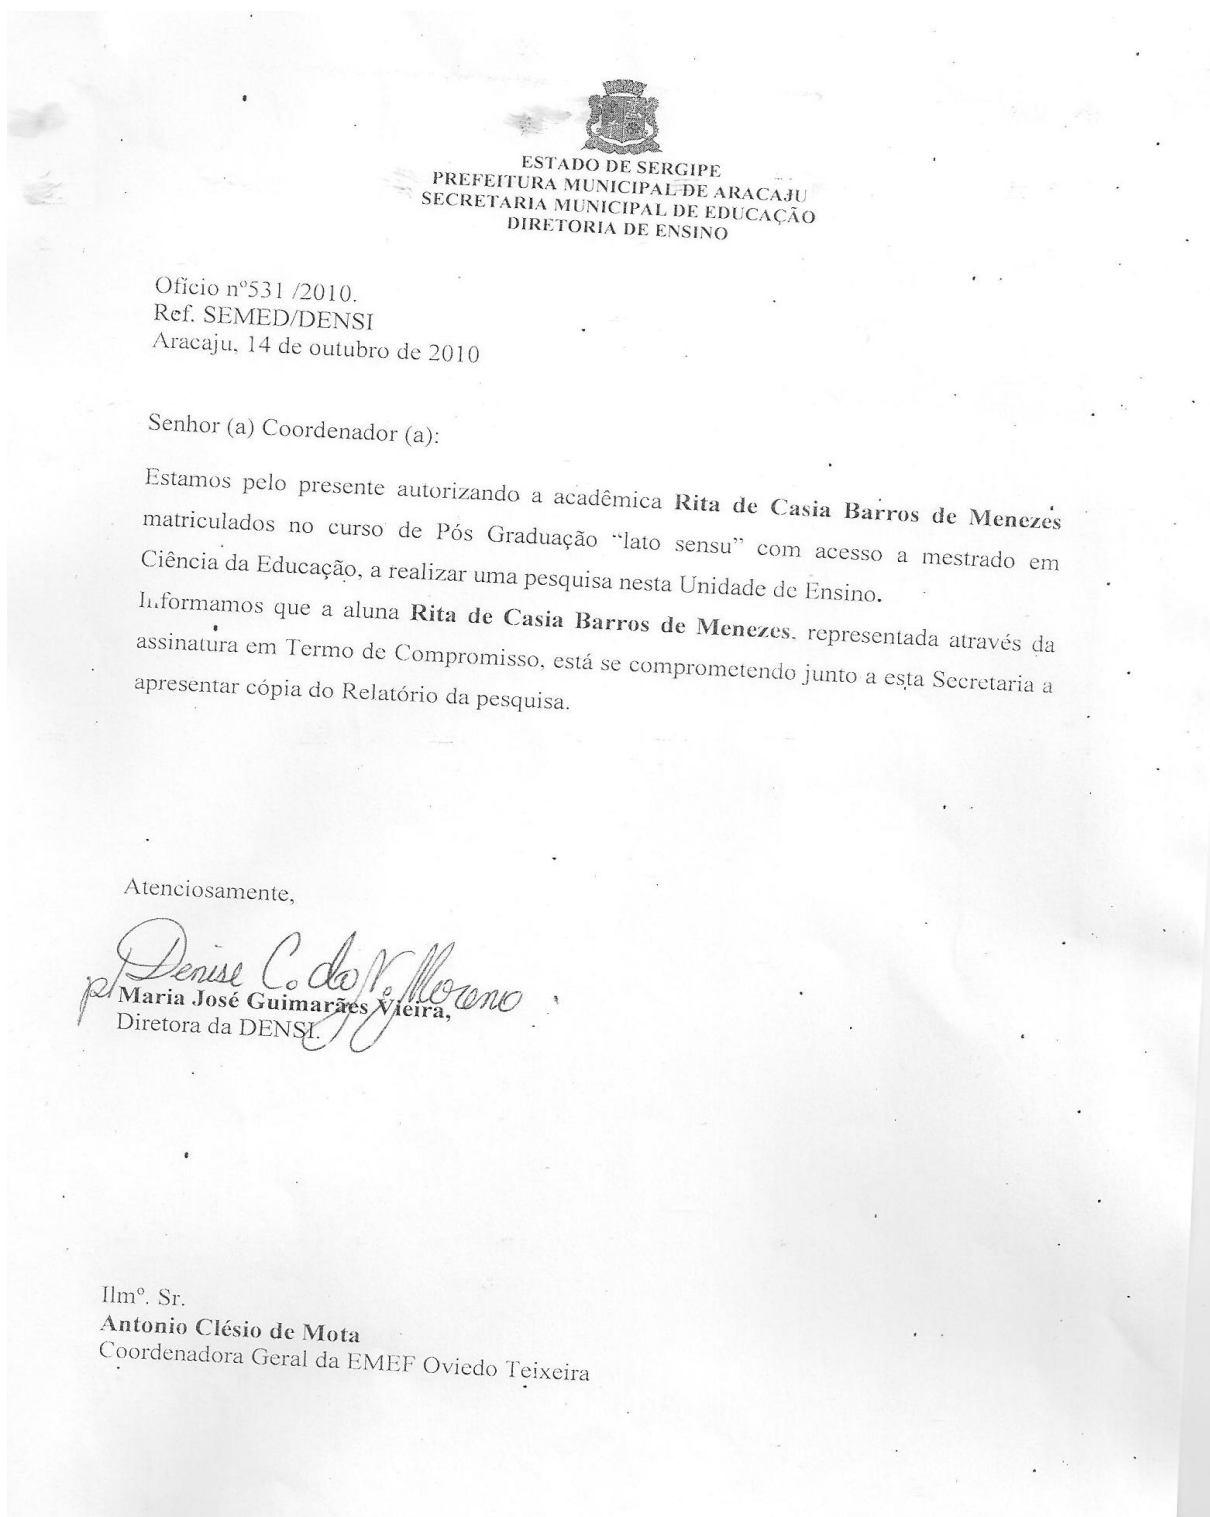 ESTADO DE SERGIPE
PREFEITURA MUNICIPAL DE ARACAJU
SECRETARIA MUNICIPAL DE EDUCAÇÃO
DIRETORIA DE ENSINO
Ofício nº531 /2010.
Ref. SEMED/DENSI
Aracaju, 14 de outubro de 2010
Senhor (a) Coordenador (a):
Estamos pelo presente autorizando a acadêmica Rita de Casia Barros de Menezes
matriculados no curso de Pós Graduação “lato sensu” com acesso a mestrado em
Ciência da Educação, a realizar uma pesquisa nesta Unidade de Ensino.
Informamos que a aluna Rita de Casia Barros de Menezes, representada através da
assinatura em Termo de Compromisso, está se comprometendo junto a esta Secretaria a
apresentar cópia do Relatório da pesquisa.
Atenciosamente,
p/ Denise C. da N. Moreno
Maria José Guimarães Vieira,
Diretora da DENSI.
Ilmº. Sr.
Antonio Clésio de Mota
Coordenadora Geral da EMEF Oviedo Teixeira